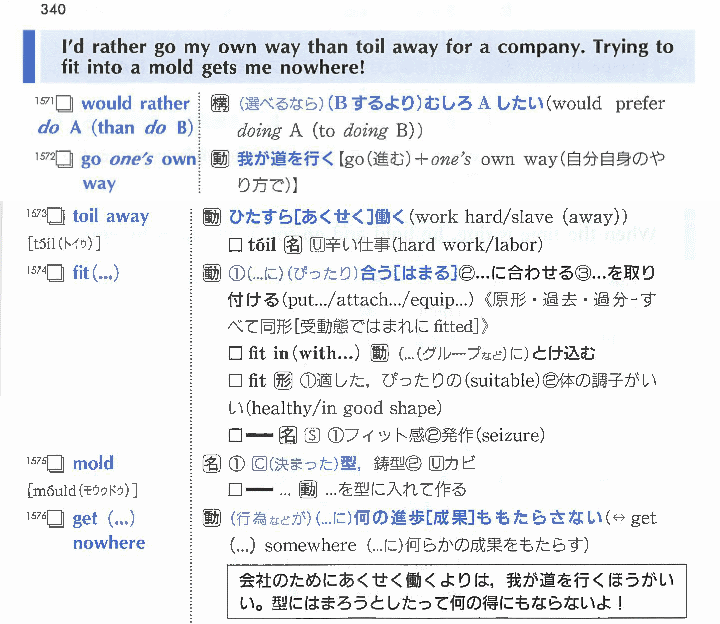 340
I'd rather go my own way than toil away for a company. Trying to
fit into a mold gets me nowhere!
1571□ would rather do A (than do B)
構 (選べるなら)(Bするより)むしろAしたい(would prefer
doing A (to doing B))
1572□ go one's own way
動 我が道を行く【go(進む)+one's own way(自分自身のや
り方で)】
1573□ toil away
[tɔ́il(トイゥ)]
動 ひたすら[あくせく]働く(work hard/slave (away))
□ tóil 名 Ⓤ辛い仕事(hard work/labor)
1574□ fit(...)
動 ①(...に)(ぴったり)合う[はまる]②...に合わせる③...を取り
付ける(put.../attach.../equip...)《原形・過去・過分-す
べて同形[受動態ではまれに fitted]》
□ fit in(with...) 動 (...(グループなど)に)とけ込む
□ fit 形 ①適した，ぴったりの(suitable)②体の調子がい
い(healthy/in good shape)
□━ 名 Ⓢ ①フィット感②発作(seizure)
1575□ mold
[móuld(モウゥドゥ)]
名 ① Ⓒ(決まった)型，鋳型② Ⓤカビ
□━ ... 動 ...を型に入れて作る
1576□ get (...) nowhere
動 (行為などが)(...に)何の進歩[成果]ももたらさない(↔ get
(...) somewhere (...に)何らかの成果をもたらす)
会社のためにあくせく働くよりは，我が道を行くほうがい
い。型にはまろうとしたって何の得にもならないよ！